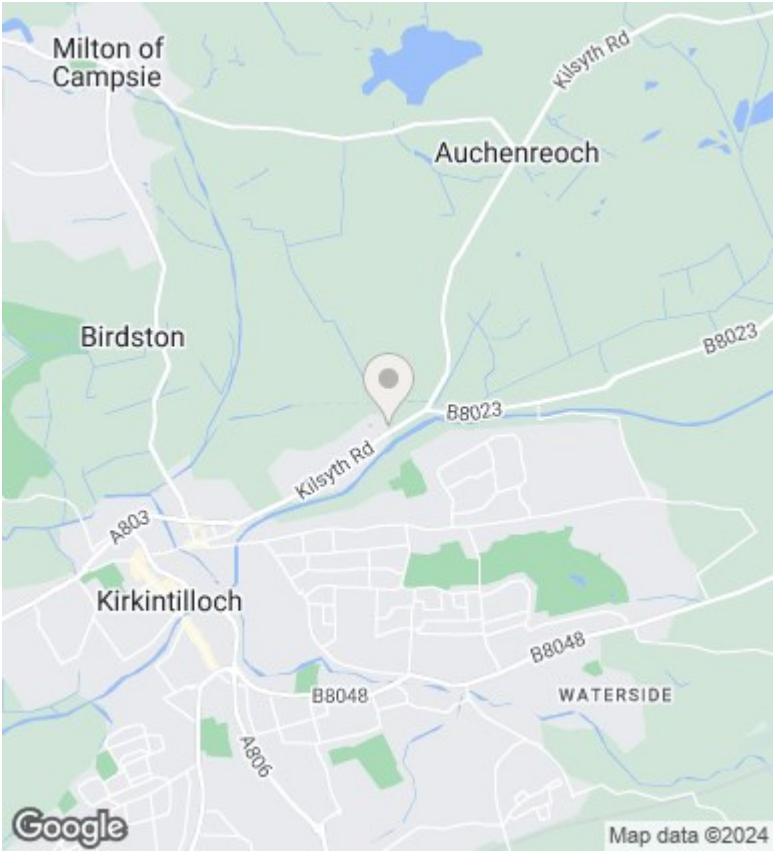 Milton of
Campsie
Kilsyth Rd
Auchenreoch
Birdston
B8023
B8023
Kilsyth Rd
A803
Kirkintilloch
B8048
B8048
WATERSIDE
A806
Google
Map data ©2024